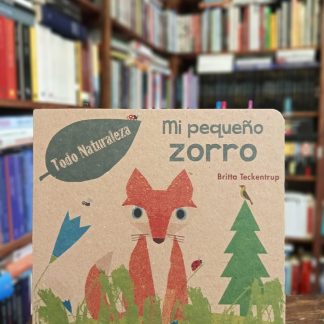 Todo Naturaleza
Mi pequeño
zorro
Britta Teckentrup